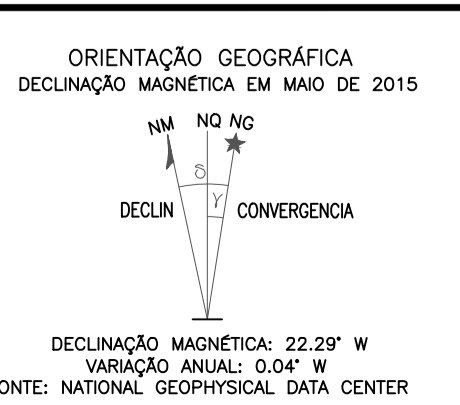 ORIENTAÇÃO GEOGRÁFICA
DECLINAÇÃO MAGNÉTICA EM MAIO DE 2015
NM NQ NG
δ
γ
DECLIN CONVERGENCIA
DECLINAÇÃO MAGNÉTICA: 22.29° W
VARIAÇÃO ANUAL: 0.04° W
ONTE: NATIONAL GEOPHYSICAL DATA CENTER